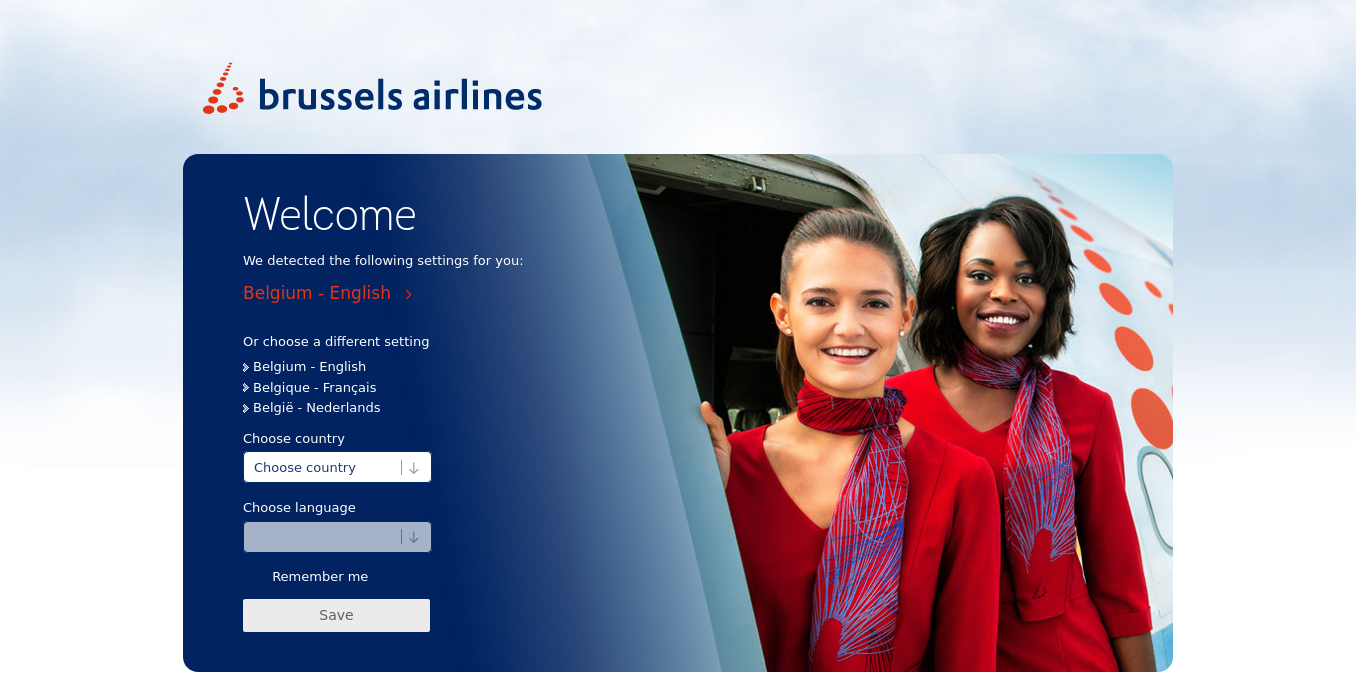 brussels airlines
Welcome
We detected the following settings for you:
Belgium - English
Or choose a different setting
Belgium - English
Belgique - Français
België - Nederlands
Choose country
Choose country
Choose language
Remember me
Save